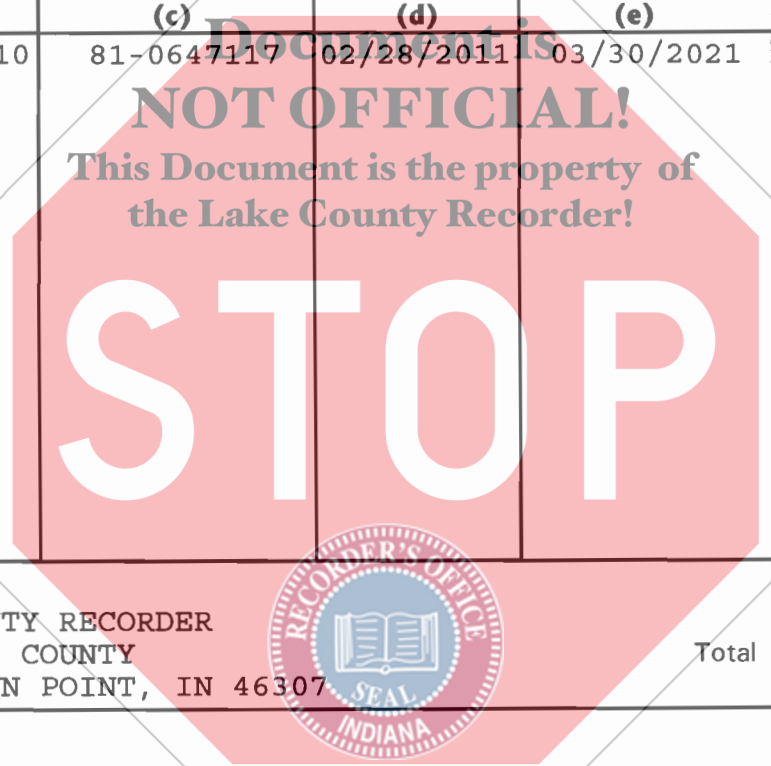 (c) (d) (e)
Document is
10 81-0647117 02/28/2011 03/30/2021
NOT OFFICIAL!
This Document is the property of
the Lake County Recorder!
STOP
RECORDER'S OFFICE
TY RECORDER
COUNTY
Total
N POINT, IN 46307
SEAL
INDIANA